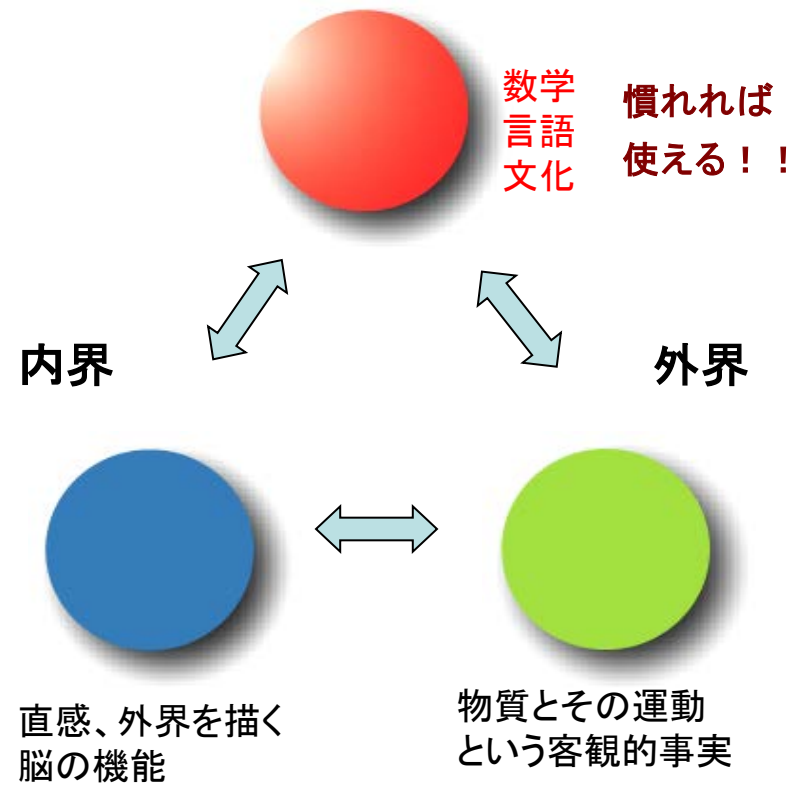 数学
言語
文化
慣れれば
使える！！
内界
外界
直感、外界を描く
脳の機能
物質とその運動
という客観的事実